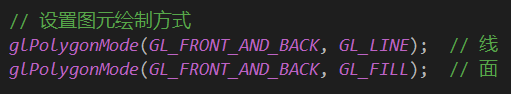 // 设置图元绘制方式
glPolygonMode(GL_FRONT_AND_BACK, GL_LINE);  // 线
glPolygonMode(GL_FRONT_AND_BACK, GL_FILL);  // 面